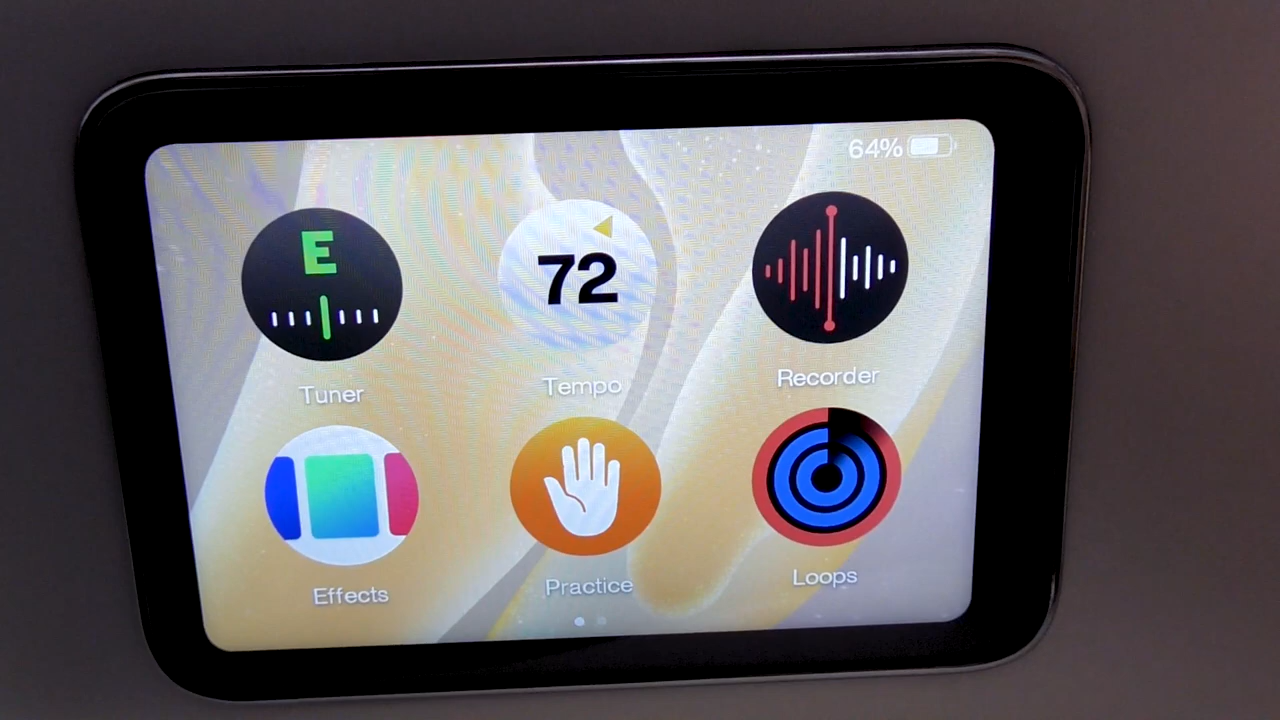 64%
E
72
Tuner
Tempo
Recorder
Effects
Practice
Loops